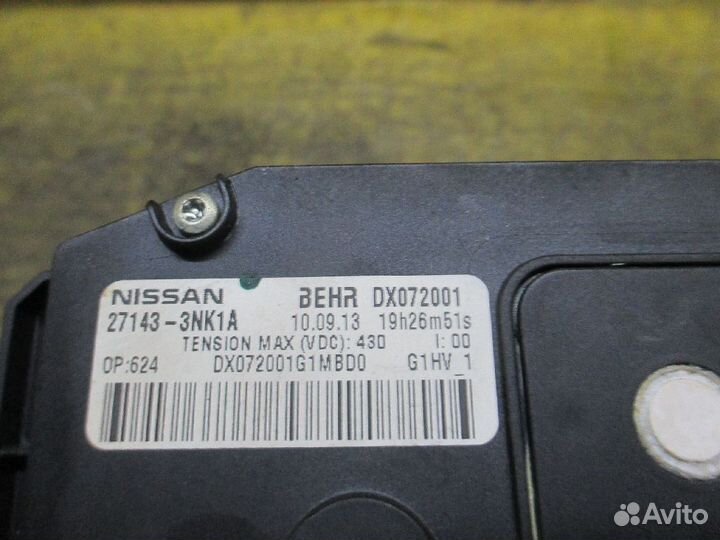 NISSAN BEHR DX072001
27143-3NK1A 10.09.13 19h26m51s
TENSION MAX (VDC): 430 I: 00
OP:624 DX072001G1MBD0 G1HV_1
Avito